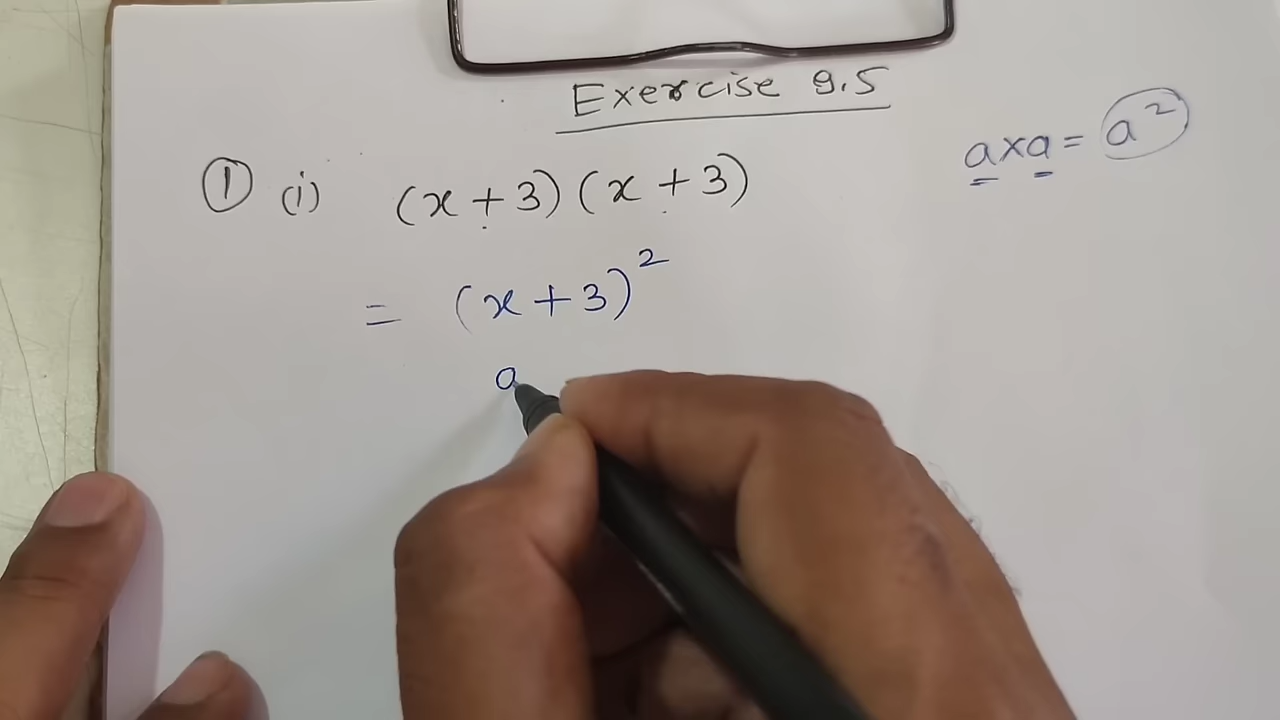 Exercise 9.5
a×a = a²
① (i) (x + 3) (x + 3)
= (x + 3)²
a